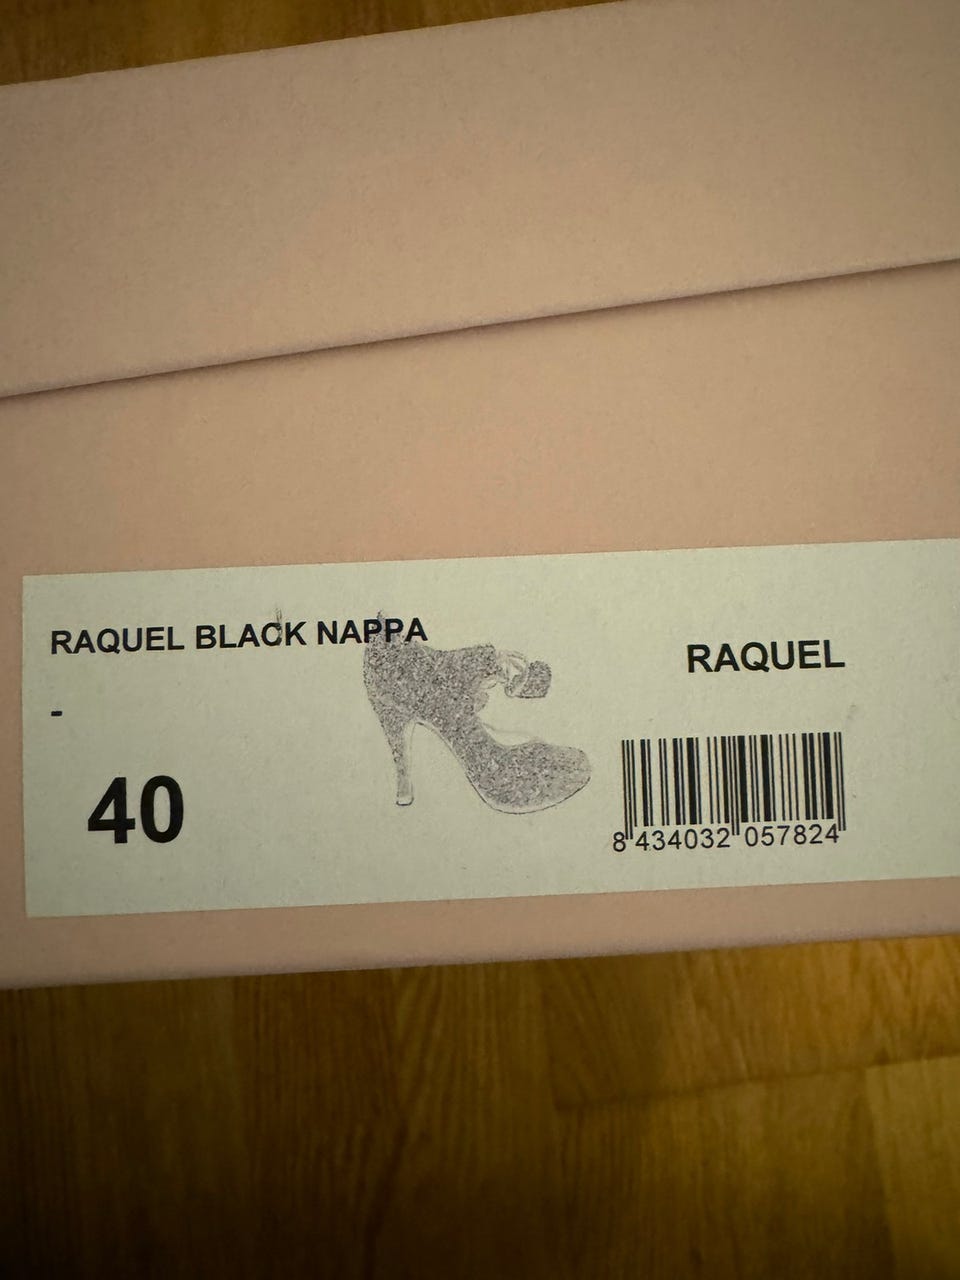 RAQUEL BLACK NAPPA
RAQUEL
-
40
8 434032 057824